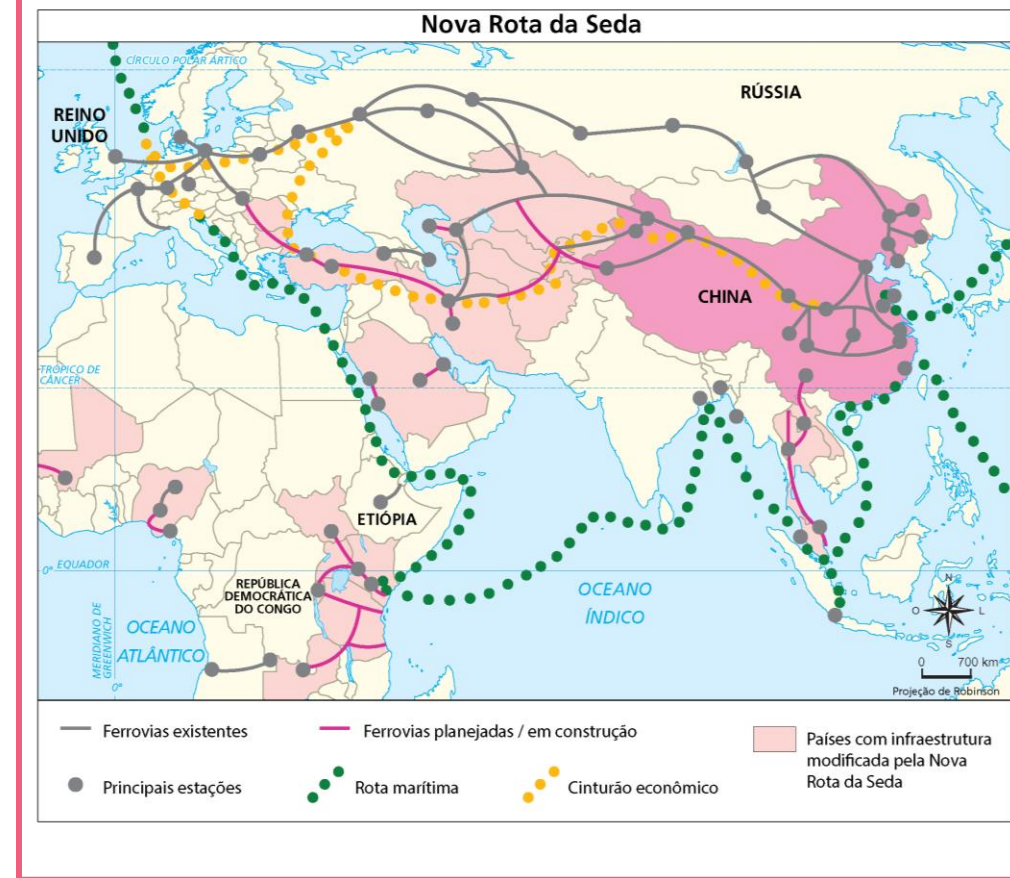 Nova Rota da Seda
CÍRCULO POLAR ÁRTICO
REINO
UNIDO
RÚSSIA
CHINA
TRÓPICO DE
CÂNCER
ETIÓPIA
0° EQUADOR
REPÚBLICA
DEMOCRÁTICA
DO CONGO
OCEANO
ÍNDICO
MERIDIANO DE
GREENWICH
OCEANO
ATLÂNTICO
0°
N
O
L
S
0 700 km
Projeção de Robinson
Ferrovias existentes
Ferrovias planejadas / em construção
Países com infraestrutura
modificada pela Nova
Rota da Seda
Principais estações
Rota marítima
Cinturão econômico